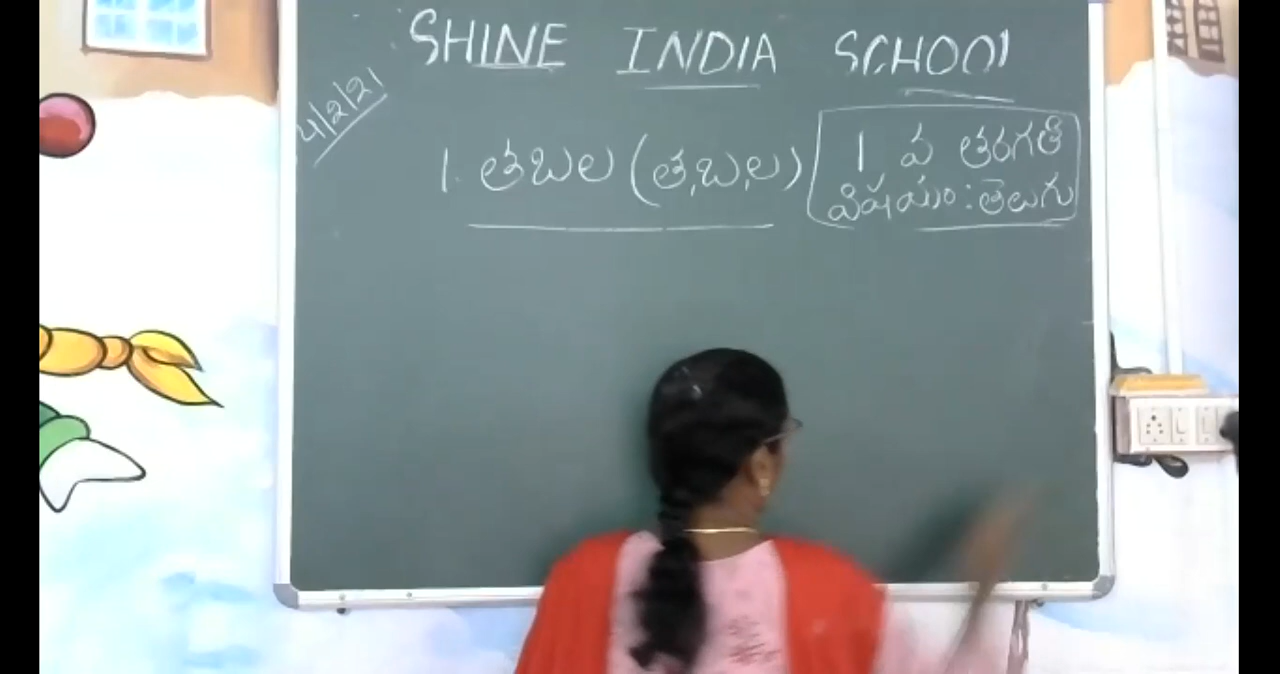 SHINE INDIA SCHOOL
4/2/21
1. తబల (త,బ,ల)
1 వ తరగతి
విషయం : తెలుగు